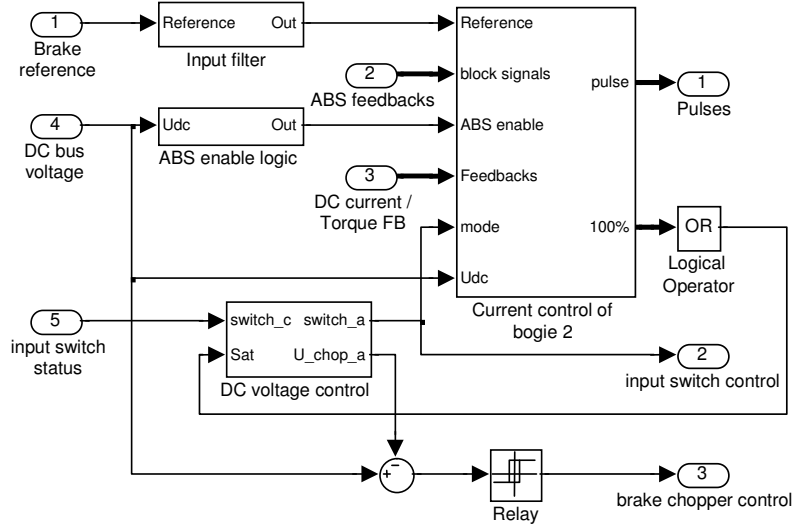 1
Brake
reference
Reference Out
Input filter
Reference
2
ABS feedbacks
block signals
pulse
1
Pulses
4
DC bus
voltage
Udc Out
ABS enable logic
ABS enable
3
DC current /
Torque FB
Feedbacks
mode
100%
OR
Logical
Operator
Udc
Current control of
bogie 2
5
input switch
status
switch_c switch_a
Sat U_chop_a
DC voltage control
2
input switch control
+ −
Relay
3
brake chopper control